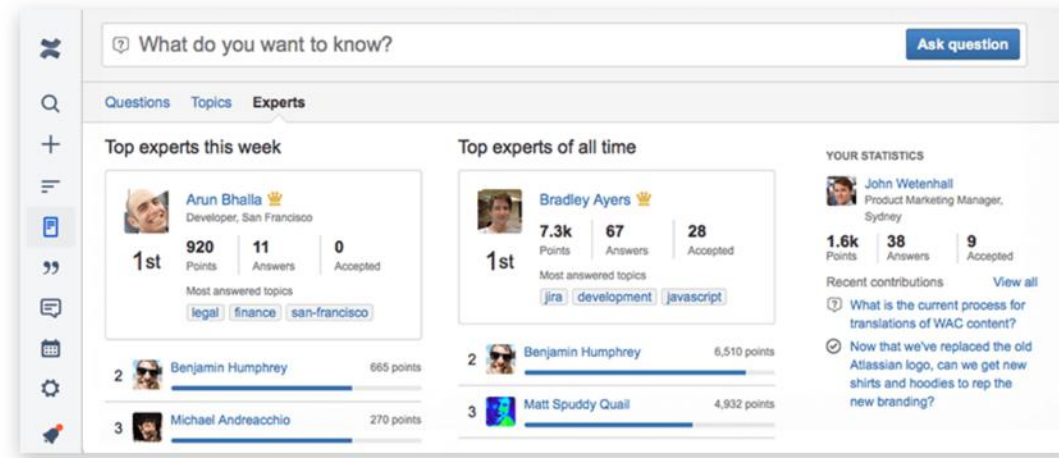 What do you want to know?
Ask question
Questions Topics Experts
Top experts this week
Arun Bhalla
Developer, San Francisco
1st
920 11 0
Points Answers Accepted
Most answered topics
legal finance san-francisco
2 Benjamin Humphrey 665 points
3 Michael Andreacchio 270 points
Top experts of all time
Bradley Ayers
1st
7.3k 67 28
Points Answers Accepted
Most answered topics
jira development javascript
2 Benjamin Humphrey 6,510 points
3 Matt Spuddy Quail 4,932 points
YOUR STATISTICS
John Wetenhall
Product Marketing Manager,
Sydney
1.6k 38 9
Points Answers Accepted
Recent contributions View all
What is the current process for
translations of WAC content?
Now that we've replaced the old
Atlassian logo, can we get new
shirts and hoodies to rep the
new branding?